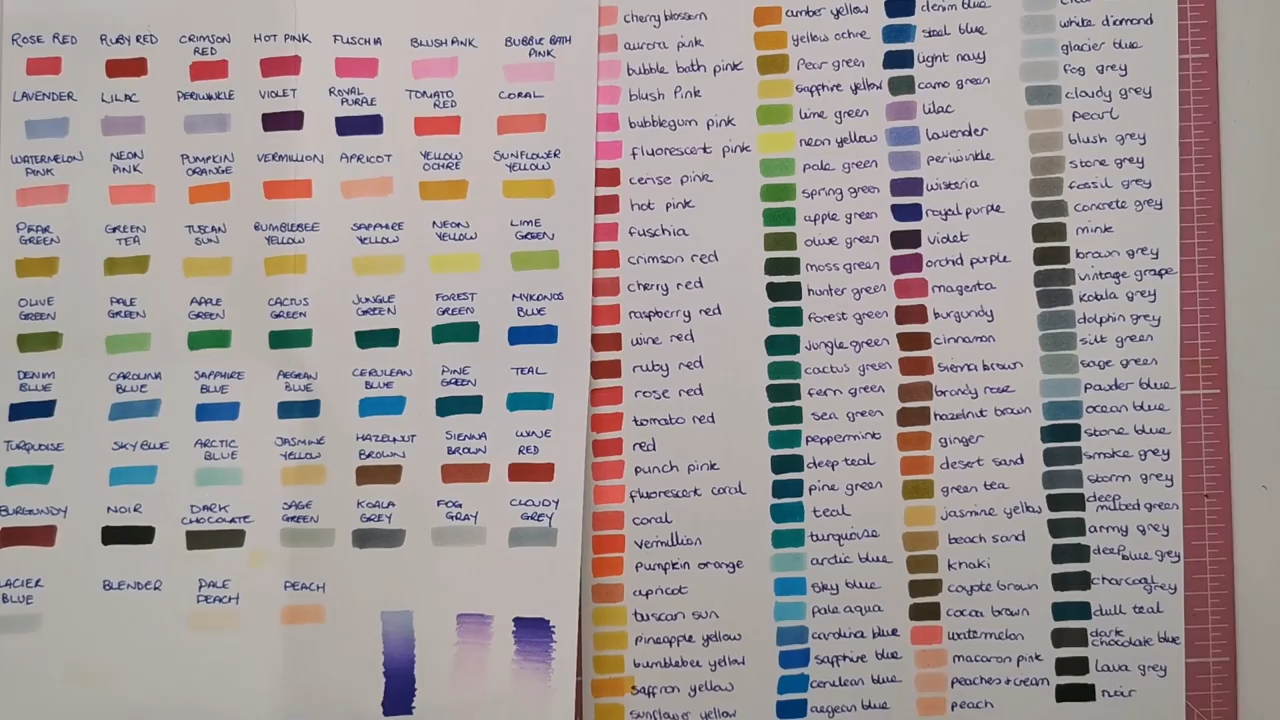 ROSE RED
RUBY RED
CRIMSON
RED
HOT PINK
FUSCHIA
BLUSH PINK
BUBBLE BATH
PINK
LAVENDER
LILAC
PERIWINKLE
VIOLET
ROYAL
PURPLE
TOMATO
RED
CORAL
WATERMELON
PINK
NEON
PINK
PUMPKIN
ORANGE
VERMILLION
APRICOT
YELLOW
OCHRE
SUNFLOWER
YELLOW
PEAR
GREEN
GREEN
TEA
TUSCAN
SUN
BUMBLEBEE
YELLOW
SAPPHIRE
YELLOW
NEON
YELLOW
LIME
GREEN
OLIVE
GREEN
PALE
GREEN
APPLE
GREEN
CACTUS
GREEN
JUNGLE
GREEN
FOREST
GREEN
MYKONOS
BLUE
DENIM
BLUE
CAROLINA
BLUE
SAPPHIRE
BLUE
AEGEAN
BLUE
CERULEAN
BLUE
PINE
GREEN
TEAL
TURQUOISE
SKY BLUE
ARCTIC
BLUE
JASMINE
YELLOW
HAZELNUT
BROWN
SIENNA
BROWN
WINE
RED
BURGUNDY
NOIR
DARK
CHOCOLATE
SAGE
GREEN
KOALA
GREY
FOG
GRAY
CLOUDY
GREY
LACIER
BLUE
BLENDER
PALE
PEACH
PEACH
cherry blossom
aurora pink
bubble bath pink
blush Pink
bubblegum pink
fluorescent pink
cerise pink
hot pink
fuschia
crimson red
cherry red
raspberry red
wine red
ruby red
rose red
tomato red
red
punch pink
fluorescent coral
coral
vermillion
pumpkin orange
apricot
tuscan sun
pineapple yellow
bumblebee yellow
saffron yellow
sunflower yellow
amber yellow
yellow ochre
Pear green
sapphire yellow
lime green
neon yellow
pale green
spring green
apple green
olive green
moss green
hunter green
forest green
jungle green
cactus green
fern green
sea green
peppermint
deep teal
pine green
teal
turquoise
arctic blue
sky blue
pale aqua
carolina blue
sapphire blue
cerulean blue
aegean blue
denim blue
steel blue
light navy
camo green
lilac
lavender
periwinkle
wisteria
royal purple
violet
orchid purple
magenta
burgundy
cinnamon
sienna brown
brandy rose
hazelnut brown
ginger
desert sand
green tea
jasmine yellow
beach sand
khaki
coyote brown
cocoa brown
watermelon
macaron pink
peaches + cream
peach
white diamond
glacier blue
fog grey
cloudy grey
pearl
blush grey
stone grey
fossil grey
concrete grey
mink
brown grey
vintage grape
koala grey
dolphin grey
silt green
sage green
pauder blue
ocean blue
stone blue
smoke grey
storm grey
deep
muted green
army grey
deep blue grey
charcoal
grey
dull teal
dark
chocolate blue
Lava grey
noir